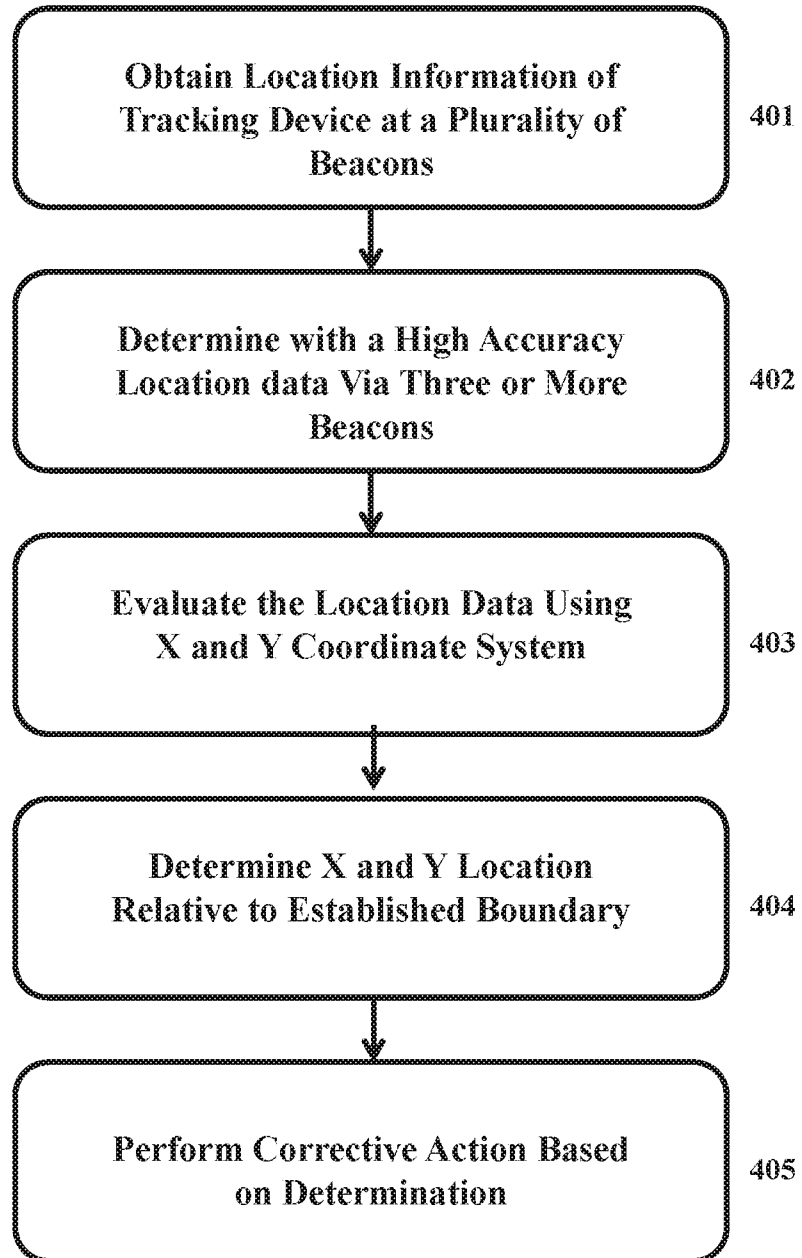 Obtain Location Information of
Tracking Device at a Plurality of
Beacons
401
Determine with a High Accuracy
Location data Via Three or More
Beacons
402
Evaluate the Location Data Using
X and Y Coordinate System
403
Determine X and Y Location
Relative to Established Boundary
404
Perform Corrective Action Based
on Determination
405